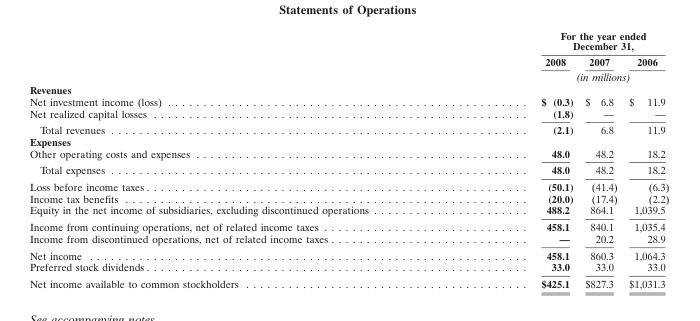 Statements of Operations
For the year ended
December 31,
2008 2007 2006
(in millions)
Revenues
Net investment income (loss) $ (0.3) $ 6.8 $ 11.9
Net realized capital losses (1.8) — —
Total revenues (2.1) 6.8 11.9
Expenses
Other operating costs and expenses 48.0 48.2 18.2
Total expenses 48.0 48.2 18.2
Loss before income taxes (50.1) (41.4) (6.3)
Income tax benefits (20.0) (17.4) (2.2)
Equity in the net income of subsidiaries, excluding discontinued operations 488.2 864.1 1,039.5
Income from continuing operations, net of related income taxes 458.1 840.1 1,035.4
Income from discontinued operations, net of related income taxes — 20.2 28.9
Net income 458.1 860.3 1,064.3
Preferred stock dividends 33.0 33.0 33.0
Net income available to common stockholders $425.1 $827.3 $1,031.3
See accompanying notes